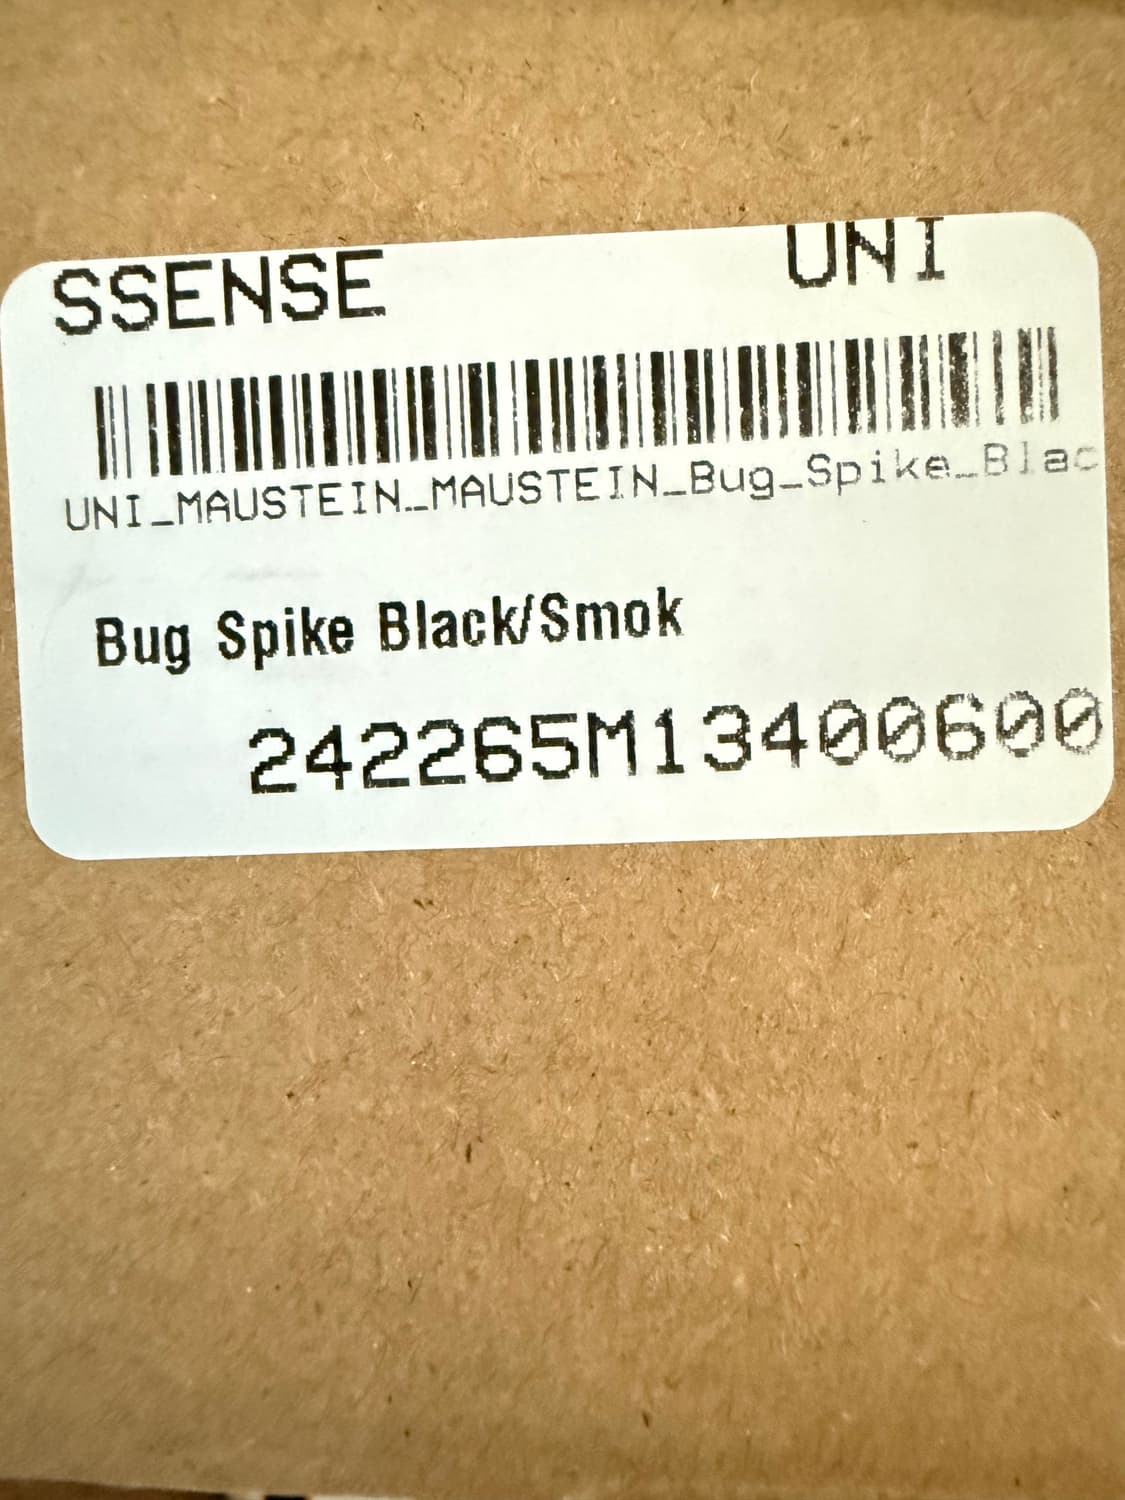 SSENSE UNI
UNI_MAUSTEIN_MAUSTEIN_Bug_Spike_Blac
Bug Spike Black/Smok
242265M13400600